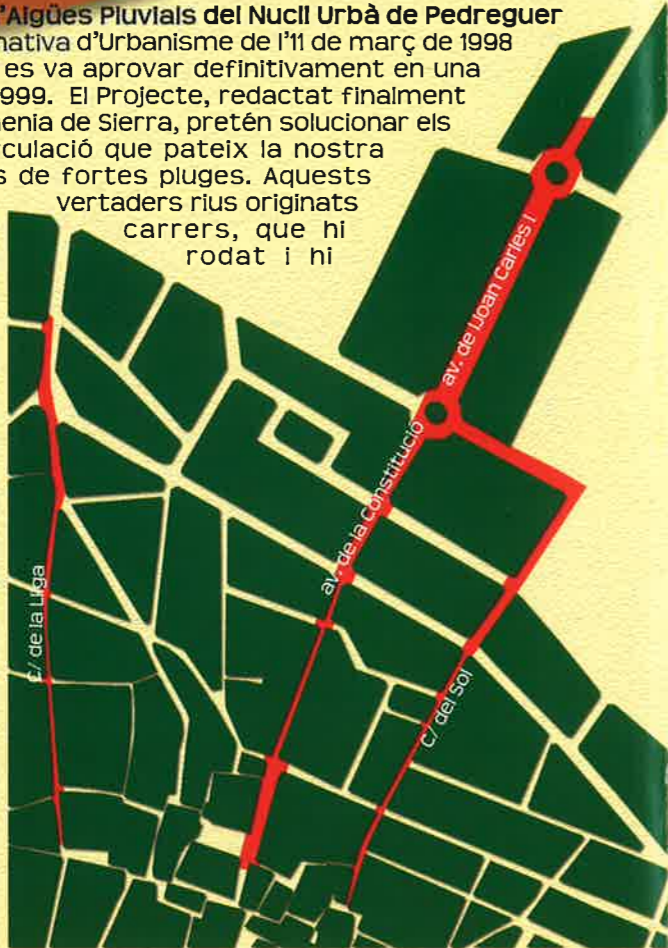 'Aigües Pluvials del Nucli Urbà de Pedreguer
nativa d'Urbanisme de l'11 de març de 1998
es va aprovar definitivament en una
999. El Projecte, redactat finalment
enia de Sierra, pretén solucionar els
culació que pateix la nostra
s de fortes pluges. Aquests
vertaders rius originats
carrers, que hi
rodat i hi
av. de IJoan Carles I
av. de la Constitució
C/ de la Lliga
C/ del Sol